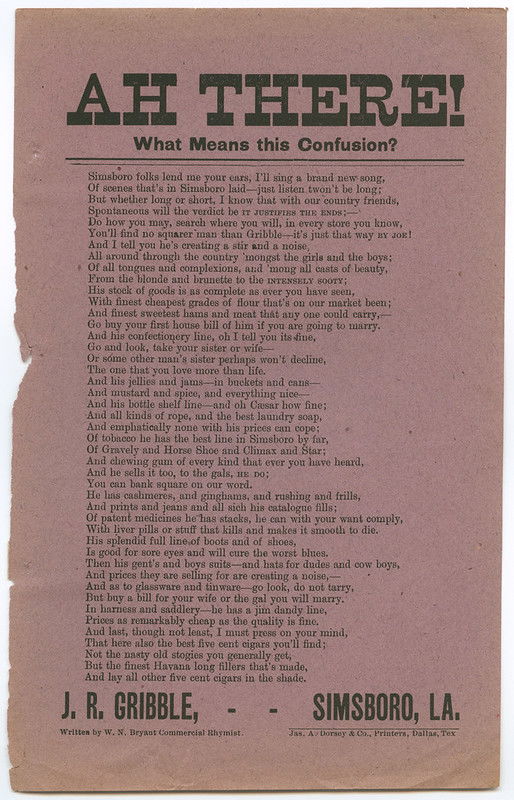 AH THERE!
What Means this Confusion?
Simsboro folks lend me your ears, I'll sing a brand new song,
Of scenes that's in Simsboro laid—just listen twon't be long;
But whether long or short, I know that with our country friends,
Spontaneous will the verdict be IT JUSTIFIES THE ENDS;—
Do how you may, search where you will, in every store you know,
You'll find no squarer man than Gribble—it's just that way BY JOE!
And I tell you he's creating a stir and a noise,
All around through the country 'mongst the girls and the boys;
Of all tongues and complexions, and 'mong all casts of beauty,
From the blonde and brunette to the INTENSELY SOOTY;
His stock of goods is as complete as ever you have seen,
With finest cheapest grades of flour that's on our market been;
And finest sweetest hams and meat that any one could carry,—
Go buy your first house bill of him if you are going to marry.
And his confectionery line, oh I tell you its fine,
Go and look, take your sister or wife—
Or some other man's sister perhaps won't decline,
The one that you love more than life.
And his jellies and jams—in buckets and cans—
And mustard and spice, and everything nice—
And his bottle shelf line—and oh Cæsar how fine;
And all kinds of rope, and the best laundry soap,
And emphatically none with his prices can cope;
Of tobacco he has the best line in Simsboro by far,
Of Gravely and Horse Shoe and Climax and Star;
And chewing gum of every kind that ever you have heard,
And he sells it too, to the gals, HE DO;
You can bank square on our word.
He has cashmeres, and ginghams, and rushing and frills,
And prints and jeans and all sich his catalogue fills;
Of patent medicines he has stacks, he can with your want comply,
With liver pills or stuff that kills and makes it smooth to die.
His splendid full line of boots and of shoes,
Is good for sore eyes and will cure the worst blues.
Then his gent's and boys suits—and hats for dudes and cow boys,
And prices they are selling for are creating a noise,—
And as to glassware and tinware—go look, do not tarry,
But buy a bill for your wife or the gal you will marry.
In harness and saddlery—he has a jim dandy line,
Prices as remarkably cheap as the quality is fine.
And last, though not least, I must press on your mind,
That here also the best five cent cigars you'll find;
Not the nasty old stogies you generally get,
But the finest Havana long fillers that's made,
And lay all other five cent cigars in the shade.
J. R. GRIBBLE, - - SIMSBORO, LA.
Written by W. N. Bryant Commercial Rhymist. Jas. A. Dorsey & Co., Printers, Dallas, Tex